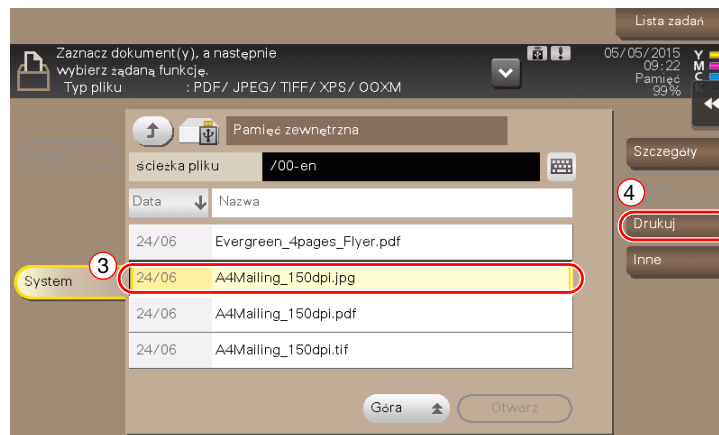 Lista zadań
Zaznacz dokument(y), a następnie
wybierz żądaną funkcję.
Typ pliku : PDF/ JPEG/ TIFF/ XPS/ OOXM
05/05/2015
09:22
Pamięć
99%
Y
M
C
K
Pamięć zewnętrzna
ścieżka pliku /00-en
Szczegóły
4
Data Nazwa
Drukuj
24/06 Evergreen_4pages_Flyer.pdf
Inne
3
System
24/06 A4Mailing_150dpi.jpg
24/06 A4Mailing_150dpi.pdf
24/06 A4Mailing_150dpi.tif
Góra Otwórz